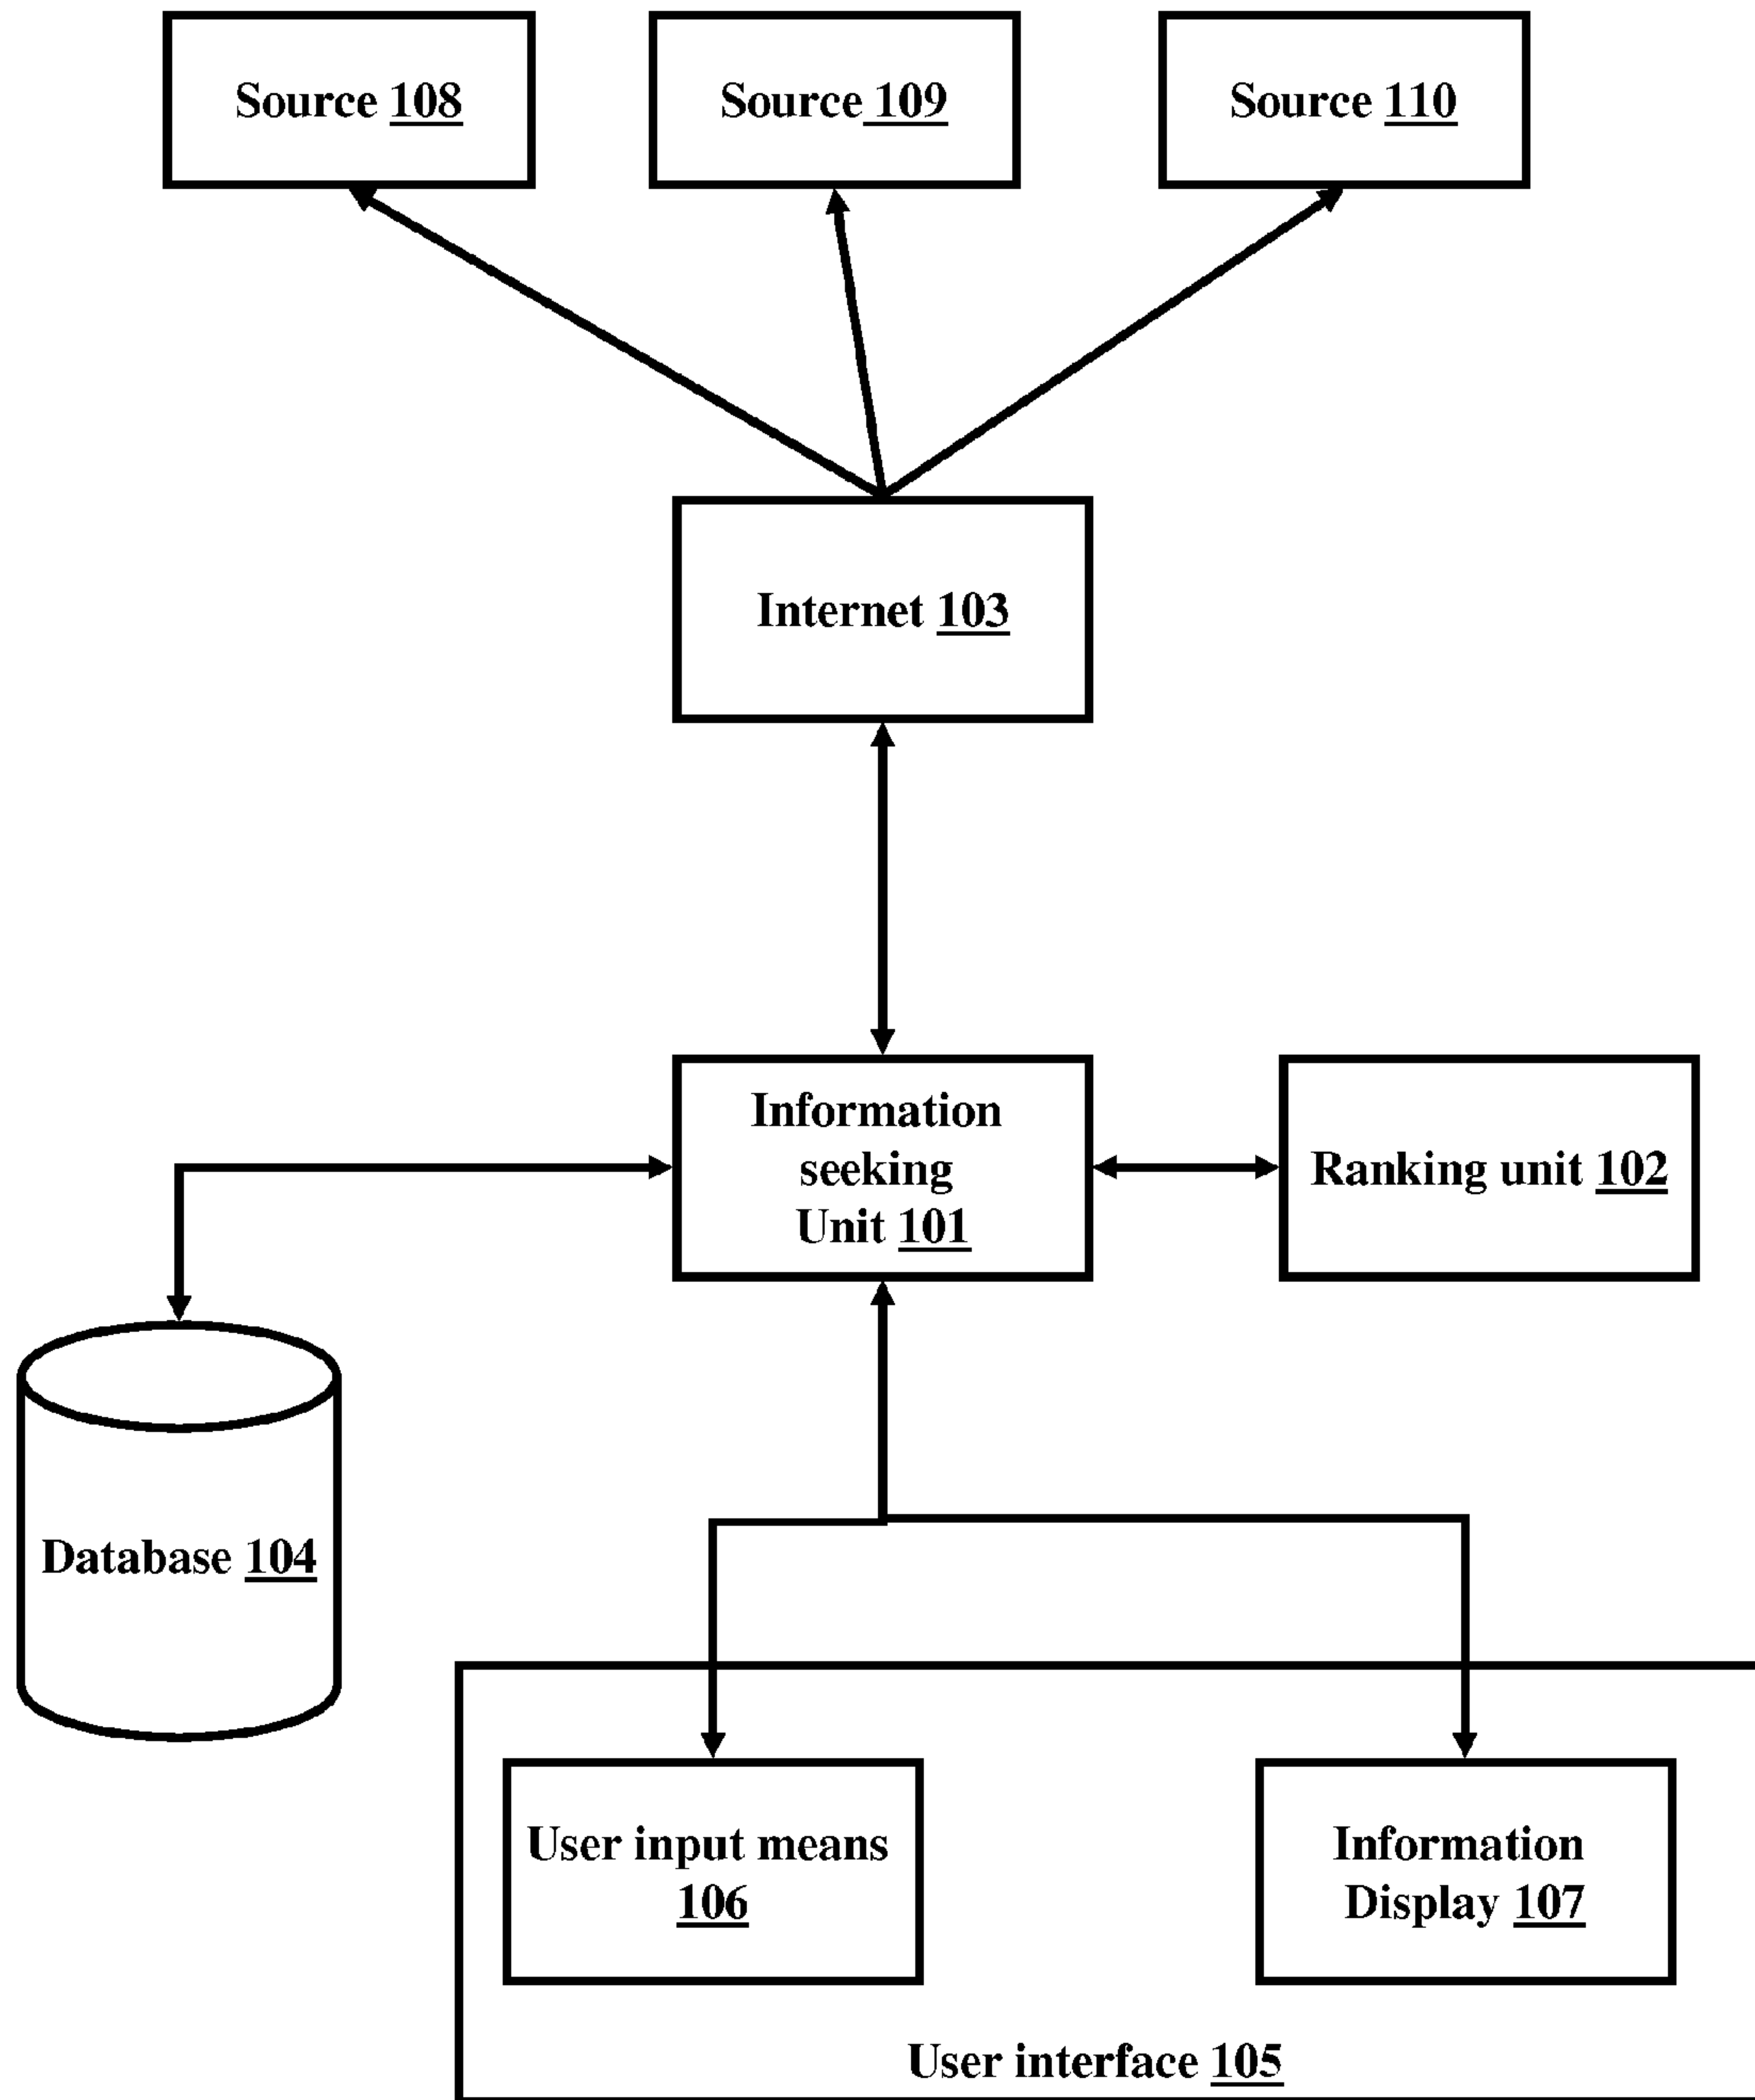 Source 108
Source 109
Source 110
Internet 103
Information
seeking
Unit 101
Ranking unit 102
Database 104
User input means
106
Information
Display 107
User interface 105